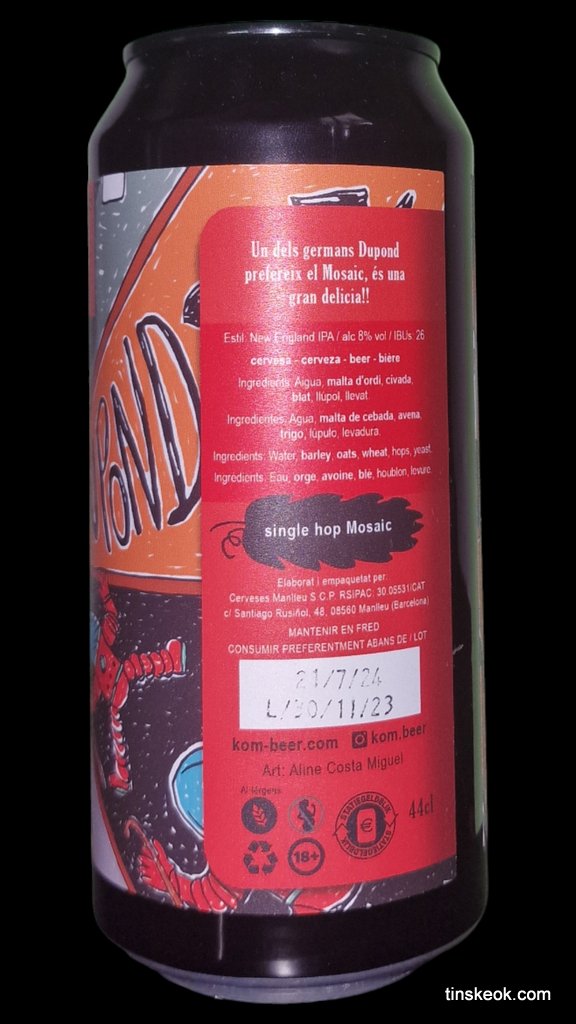 POND
Un dels germans Dupond
prefereix el Mosaic, és una
gran delicia!!
Estil: New England IPA / alc 8% vol / IBUs: 26
cervesa - cerveza - beer - bière
Ingredients: Aigua, malta d'ordi, civada,
blat, llúpol, llevat.
Ingredientes: Agua, malta de cebada, avena,
trigo, lúpulo, levadura.
Ingredients: Water, barley, oats, wheat, hops, yeast.
Ingredients: Eau, orge, avoine, blé, houblon, levure.
single hop Mosaic
Elaborat i empaquetat per:
Cerveses Manlleu S.C.P. RSIPAC: 30.05531/CAT
c/ Santiago Rusiñol, 48, 08560 Manlleu (Barcelona)
MANTENIR EN FRED
CONSUMIR PREFERENTMENT ABANS DE / LOT
21/7/24
L/30/11/23
kom-beer.com kom.beer
Art: Aline Costa Miguel
Al·lèrgens
STATIEGELDBLIK
€
STATIEGELDBLIK
44cl
18+
tinskeok.com